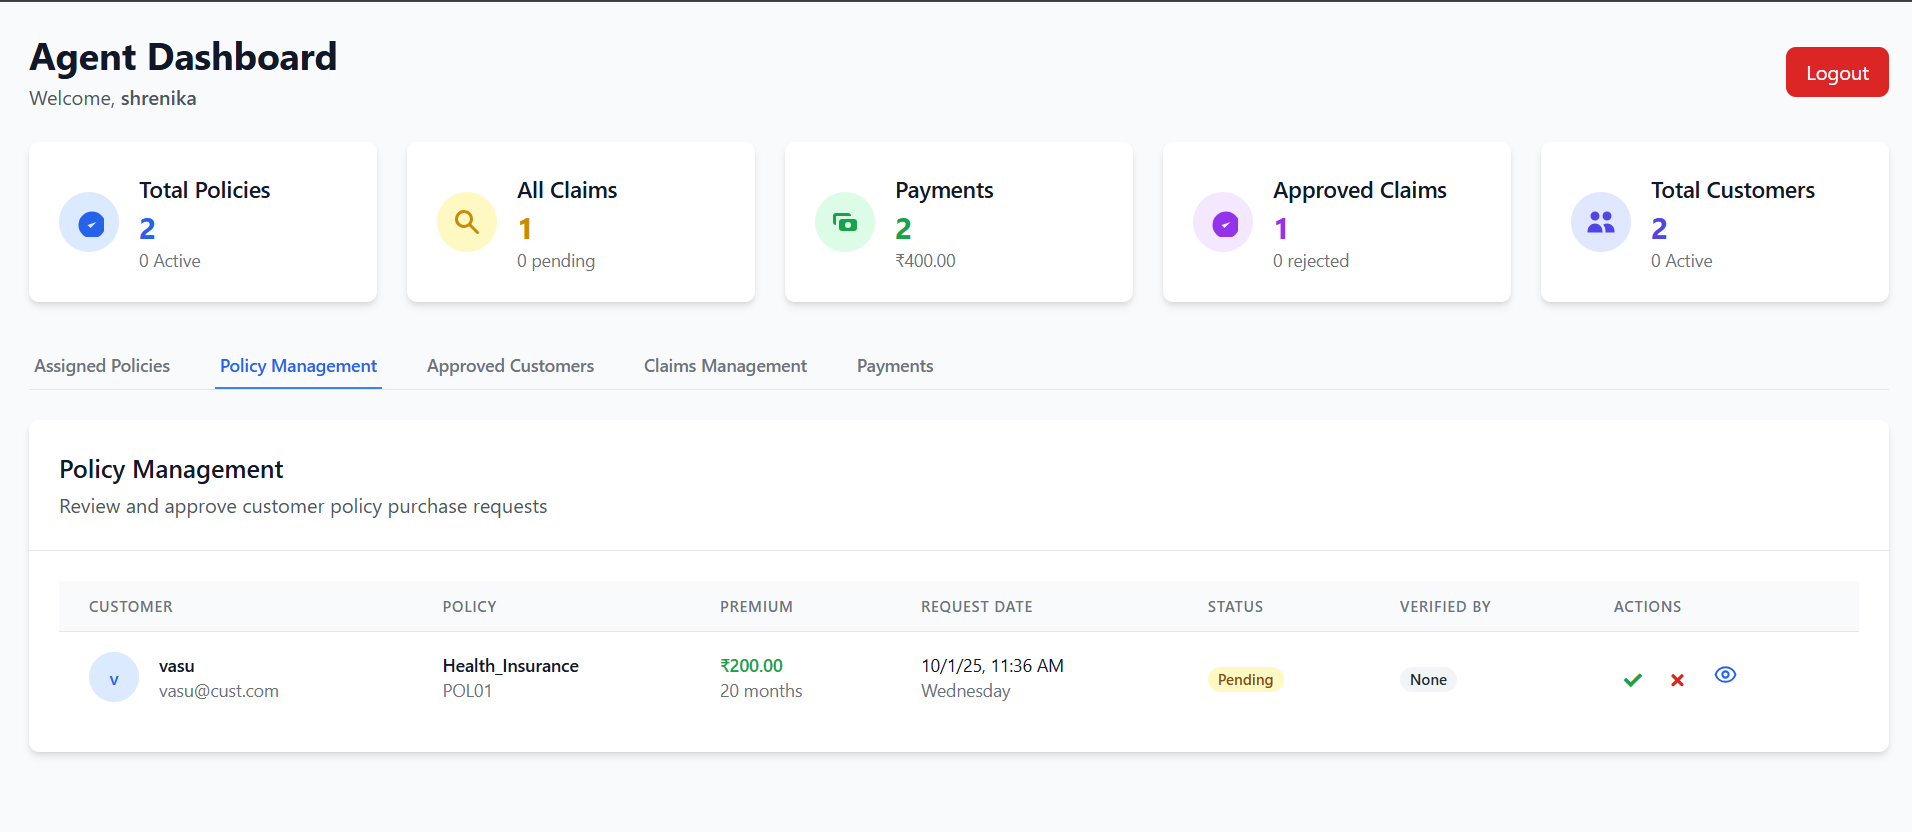 Agent Dashboard
Welcome, shrenika
Logout
Total Policies
2
0 Active
All Claims
1
0 pending
Payments
2
₹400.00
Approved Claims
1
0 rejected
Total Customers
2
0 Active
Assigned Policies
Policy Management
Approved Customers
Claims Management
Payments
Policy Management
Review and approve customer policy purchase requests
CUSTOMER POLICY PREMIUM REQUEST DATE STATUS VERIFIED BY ACTIONS
v
vasu
vasu@cust.com
Health_Insurance
POL01
₹200.00
20 months
10/1/25, 11:36 AM
Wednesday
Pending
None